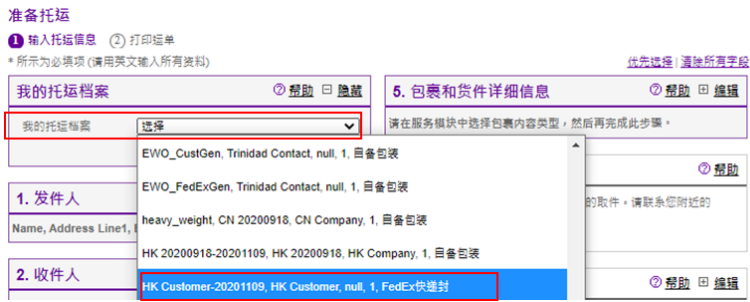 准备托运
1 输入托运信息 2 打印运单
* 所示为必填项 (请用英文输入所有资料)
优先选择 | 清除所有字段
我的托运档案 ? 帮助 隐藏
我的托运档案 选择
EWO_CustGen, Trinidad Contact, null, 1, 自备包装
EWO_FedExGen, Trinidad Contact, null, 1, 自备包装
heavy_weight, CN 20200918, CN Company, 1, 自备包装
HK 20200918-20201109, HK 20200918, HK Company, 1, 自备包装
HK Customer-20201109, HK Customer, null, 1, FedEx快递封
1. 发件人
Name, Address Line1,
2. 收件人
5. 包裹和货件详细信息 ? 帮助 编辑
请在服务模块中选择包裹内容类型，然后再完成此步骤。
? 帮助
的取件。请联系您附近的
? 帮助 编辑